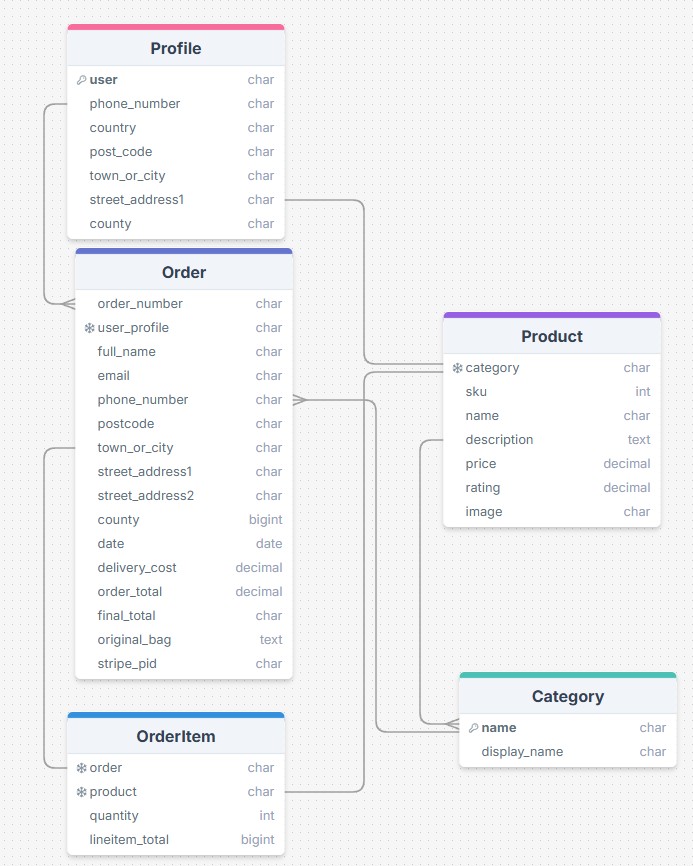 Profile
user char
phone_number char
country char
post_code char
town_or_city char
street_address1 char
county char
Order
order_number char
user_profile char
full_name char
email char
phone_number char
postcode char
town_or_city char
street_address1 char
street_address2 char
county bigint
date date
delivery_cost decimal
order_total decimal
final_total char
original_bag text
stripe_pid char
OrderItem
order char
product char
quantity int
lineitem_total bigint
Product
category char
sku int
name char
description text
price decimal
rating decimal
image char
Category
name char
display_name char